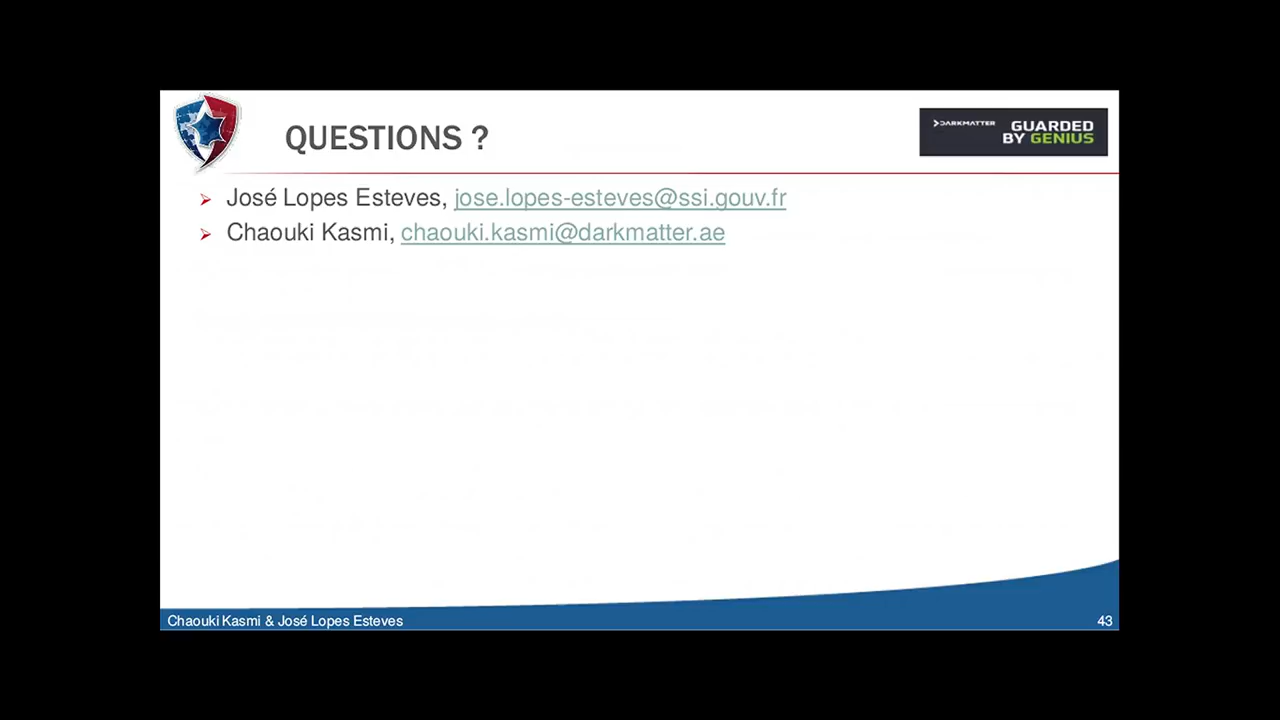 QUESTIONS ?
DARKMATTER GUARDED
BY GENIUS
José Lopes Esteves, jose.lopes-esteves@ssi.gouv.fr
Chaouki Kasmi, chaouki.kasmi@darkmatter.ae
Chaouki Kasmi & José Lopes Esteves
43